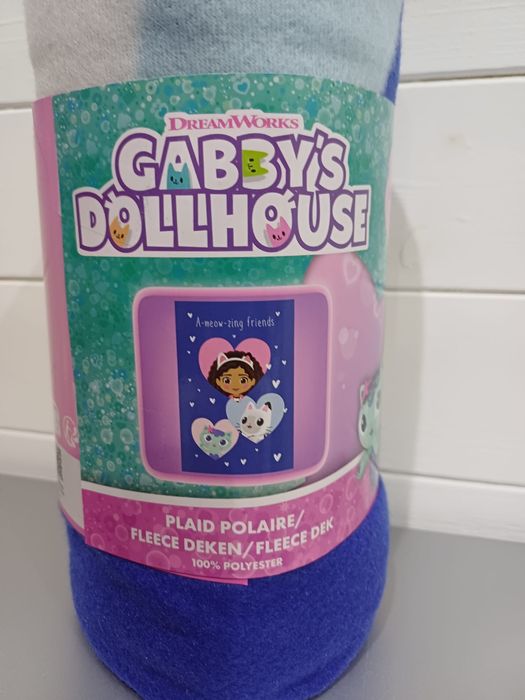 DREAMWORKS
GABBY'S
DOLLHOUSE
A-meow-zing friends
PLAID POLAIRE/
FLEECE DEKEN/FLEECE DEK
100% POLYESTER